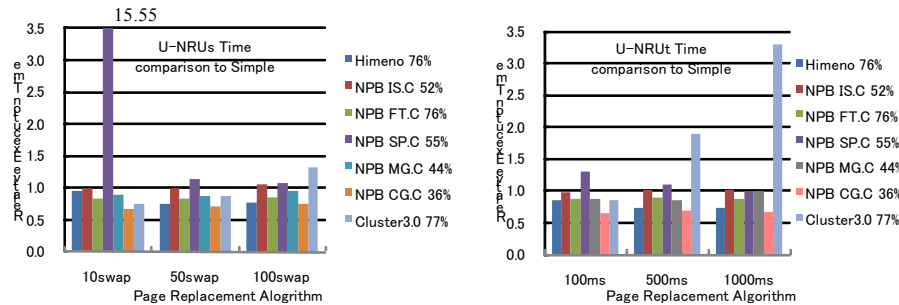 15.55
U-NRUs Time
comparison to Simple
3.5
3.0
2.5
2.0
1.5
1.0
0.5
0.0
10swap 50swap 100swap
Page Replacement Alogrithm
Himeno 76%
NPB IS.C 52%
NPB FT.C 76%
NPB SP.C 55%
NPB MG.C 44%
NPB CG.C 36%
Cluster3.0 77%
U-NRUt Time
comparison to Simple
3.5
3.0
2.5
2.0
1.5
1.0
0.5
0.0
100ms 500ms 1000ms
Page Replacement Alogrithm
Himeno 76%
NPB IS.C 52%
NPB FT.C 76%
NPB SP.C 55%
NPB MG.C 44%
NPB CG.C 36%
Cluster3.0 77%